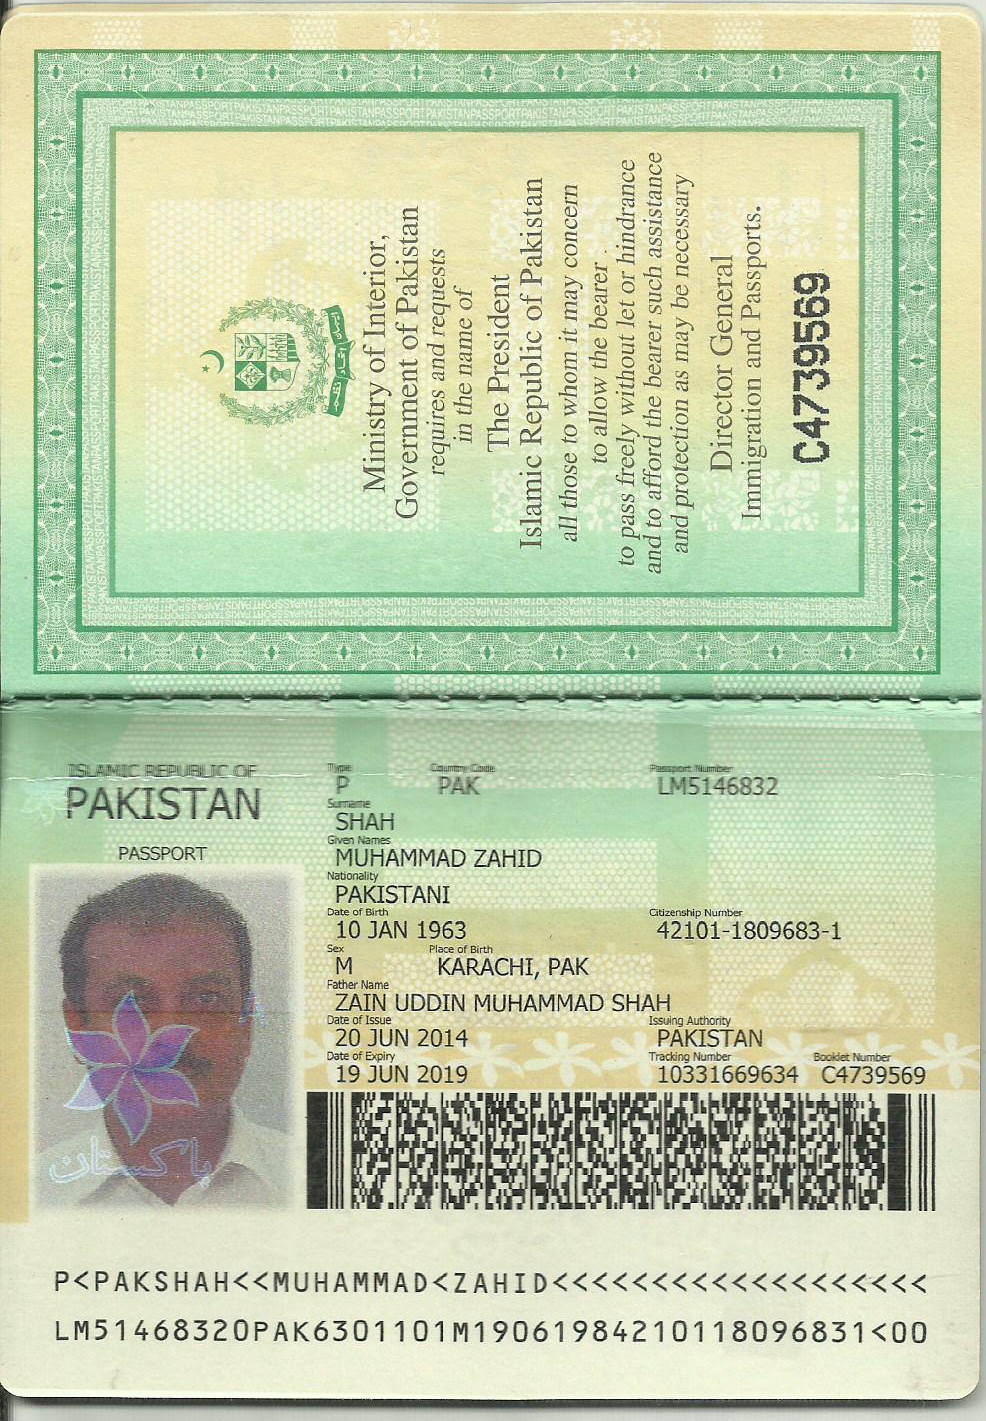 اتحاد
Ministry of Interior,
Government of Pakistan
requires and requests
in the name of
The President
Islamic Republic of Pakistan
all those to whom it may concern
to allow the bearer
to pass freely without let or hindrance
and to afford the bearer such assistance
and protection as may be necessary
Director General
Immigration and Passports.
C4739569
ISLAMIC REPUBLIC OF
PAKISTAN
PASSPORT
Type Country Code Passport Number
P PAK LM5146832
Surname
SHAH
Given Names
MUHAMMAD ZAHID
Nationality
PAKISTANI
Date of Birth Citizenship Number
10 JAN 1963 42101-1809683-1
Sex Place of Birth
M KARACHI, PAK
Father Name
ZAIN UDDIN MUHAMMAD SHAH
Date of Issue Issuing Authority
20 JUN 2014 PAKISTAN
Date of Expiry Tracking Number Booklet Number
19 JUN 2019 10331669634 C4739569
پاکستان
P<PAKSHAH<<MUHAMMAD<ZAHID<<<<<<<<<<<<<<<<<<<
LM51468320PAK6301101M19061984210118096831<00